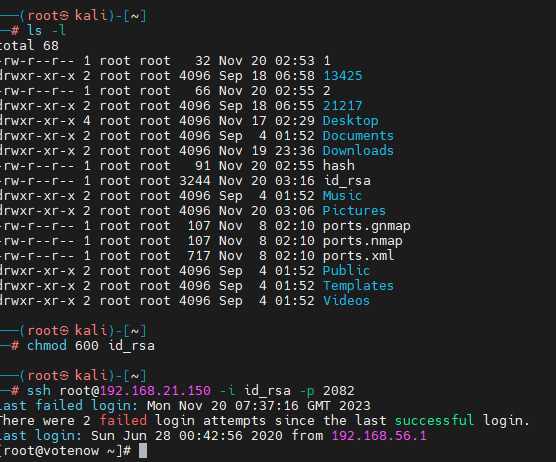 ──(root㉿kali)-[~]
─# ls -l
total 68
-rw-r--r-- 1 root root   32 Nov 20 02:53 1
drwxr-xr-x 2 root root 4096 Sep 18 06:58 13425
-rw-r--r-- 1 root root   66 Nov 20 02:55 2
drwxr-xr-x 2 root root 4096 Sep 18 06:55 21217
drwxr-xr-x 4 root root 4096 Nov 17 02:29 Desktop
drwxr-xr-x 2 root root 4096 Sep  4 01:52 Documents
drwxr-xr-x 2 root root 4096 Nov 19 23:36 Downloads
-rw-r--r-- 1 root root   91 Nov 20 02:55 hash
-rw-r--r-- 1 root root 3244 Nov 20 03:16 id_rsa
drwxr-xr-x 2 root root 4096 Sep  4 01:52 Music
drwxr-xr-x 2 root root 4096 Nov 20 03:06 Pictures
-rw-r--r-- 1 root root  107 Nov  8 02:10 ports.gnmap
-rw-r--r-- 1 root root  107 Nov  8 02:10 ports.nmap
-rw-r--r-- 1 root root  717 Nov  8 02:10 ports.xml
drwxr-xr-x 2 root root 4096 Sep  4 01:52 Public
drwxr-xr-x 2 root root 4096 Sep  4 01:52 Templates
drwxr-xr-x 2 root root 4096 Sep  4 01:52 Videos
──(root㉿kali)-[~]
─# chmod 600 id_rsa
──(root㉿kali)-[~]
─# ssh root@192.168.21.150 -i id_rsa -p 2082
Last failed login: Mon Nov 20 07:37:16 GMT 2023
There were 2 failed login attempts since the last successful login.
Last login: Sun Jun 28 00:42:56 2020 from 192.168.56.1
[root@votenow ~]#